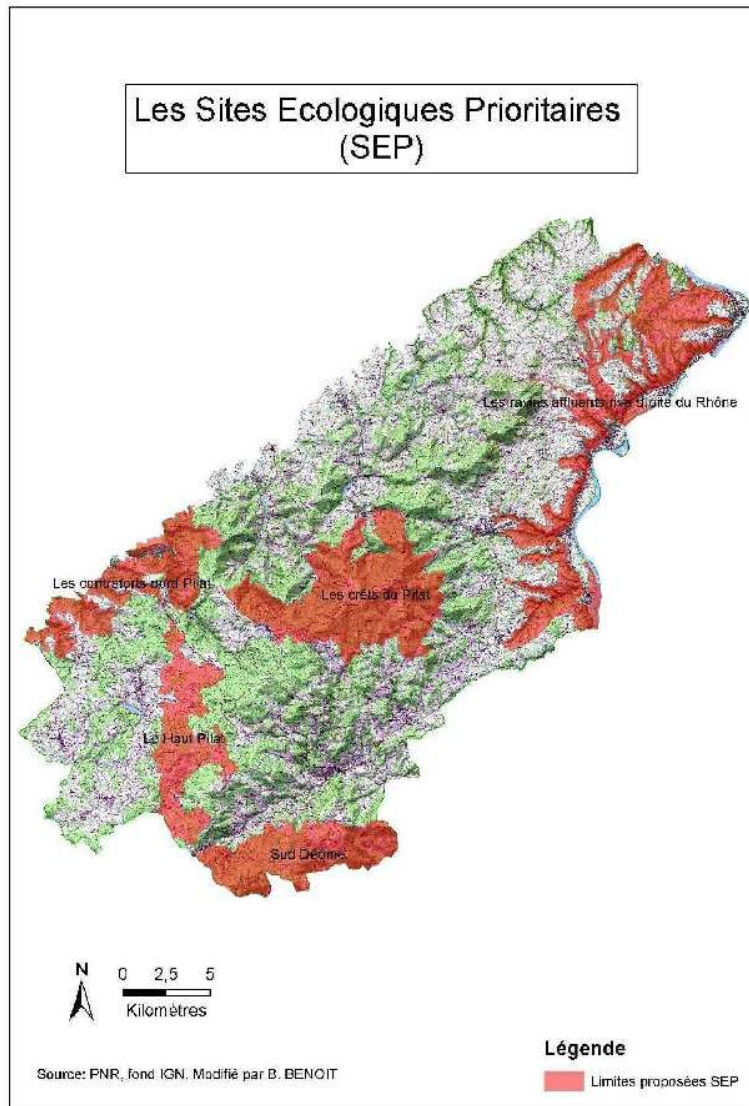 Les Sites Ecologiques Prioritaires
(SEP)
Les ravins affluents rive droite du Rhône
Les contreforts nord Pilat
Les crêts du Pilat
Le Haut Pilat
Sud Déôme
N
0 2,5 5
Kilomètres
Légende
Source: PNR, fond IGN. Modifié par B. BENOIT
Limites proposées SEP